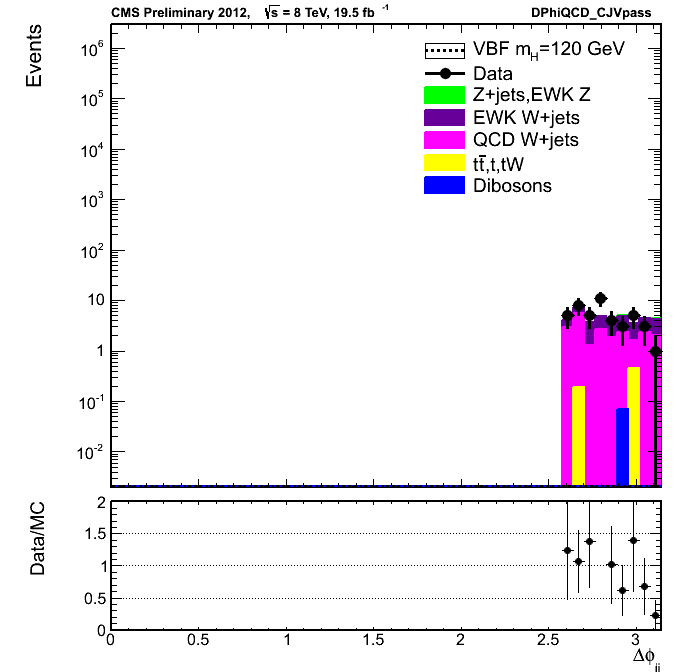 CMS Preliminary 2012, √s = 8 TeV, 19.5 fb⁻¹ DPhiQCD_CJVpass
Events
10⁶
10⁵
10⁴
10³
10²
10
1
10⁻¹
10⁻²
VBF m_H=120 GeV
Data
Z+jets,EWK Z
EWK W+jets
QCD W+jets
tt̄,t,tW
Dibosons
Data/MC
2
1.5
1
0.5
0
0 0.5 1 1.5 2 2.5 3
Δϕ_jj